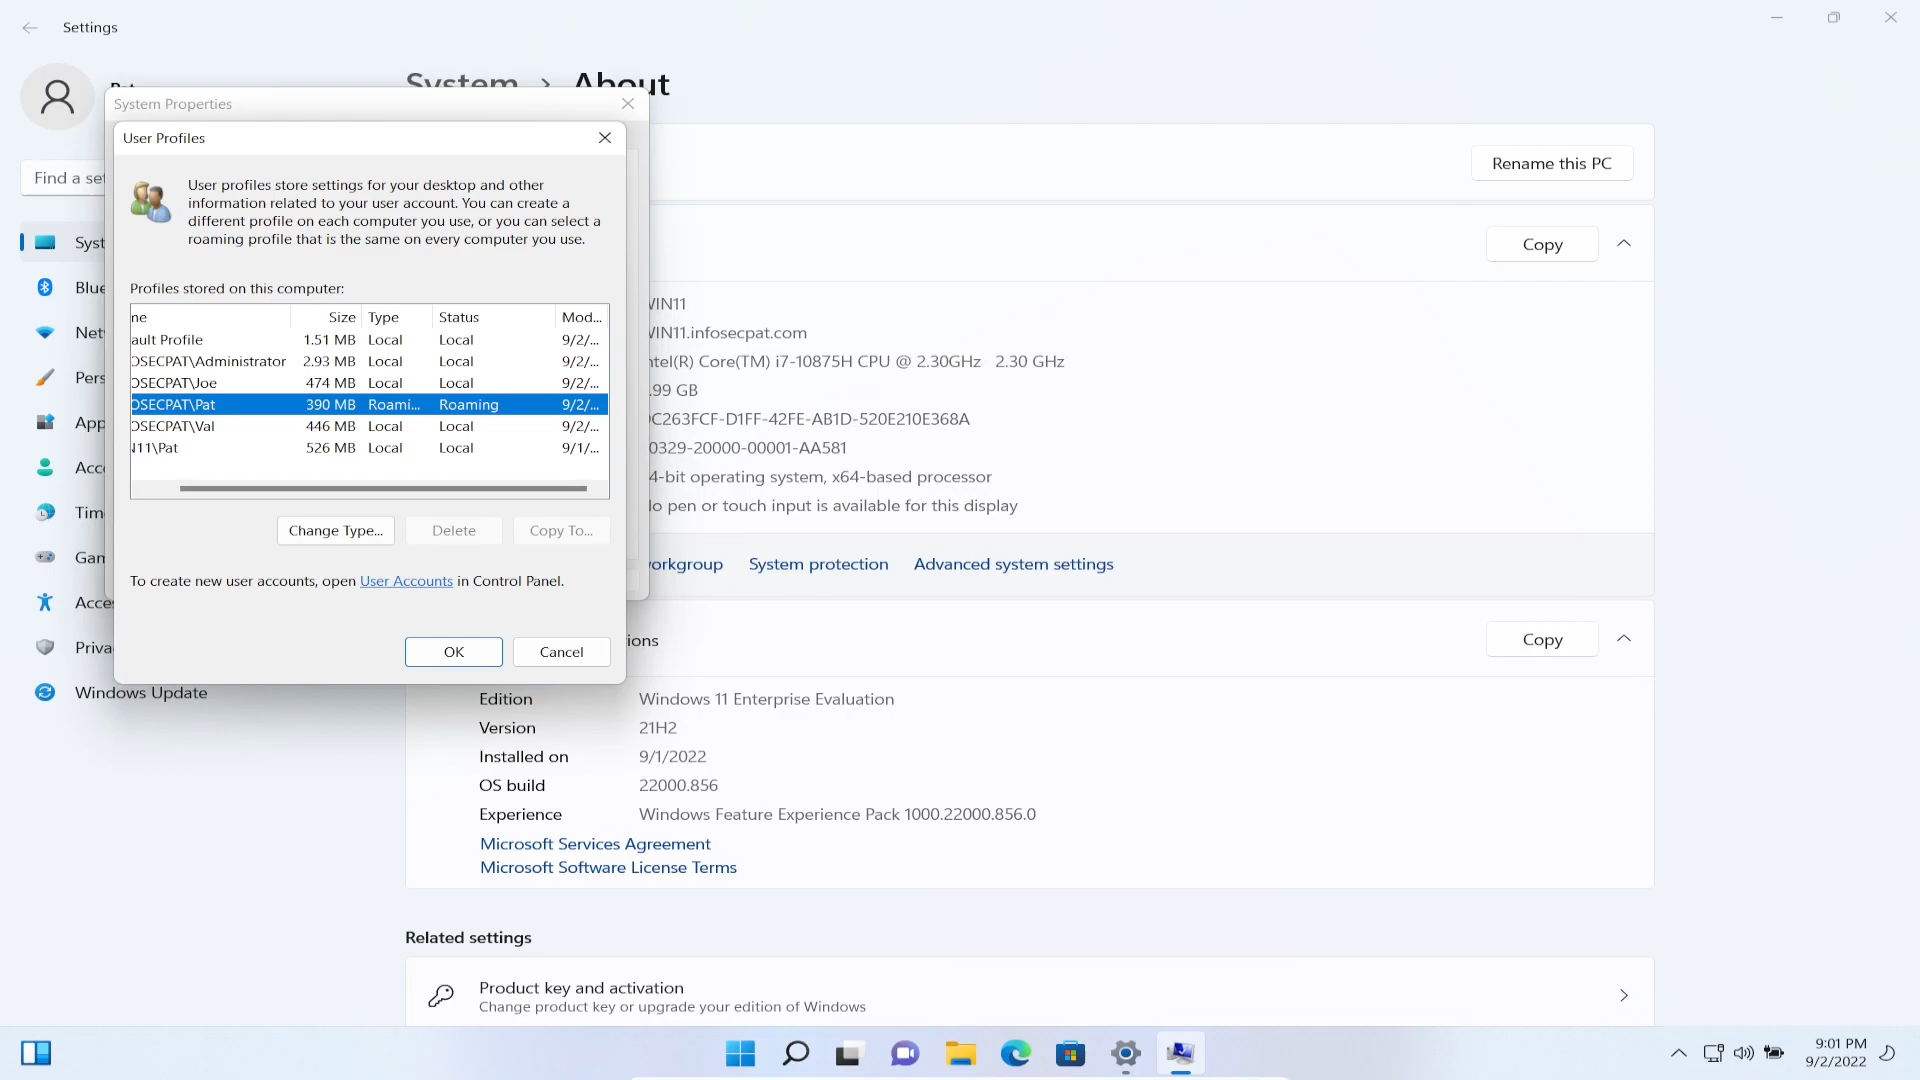 Settings
System > About
System Properties
User Profiles
User profiles store settings for your desktop and other
information related to your user account. You can create a
different profile on each computer you use, or you can select a
roaming profile that is the same on every computer you use.
Profiles stored on this computer:
ne Size Type Status Mod...
ault Profile 1.51 MB Local Local 9/2/...
OSECPAT\Administrator 2.93 MB Local Local 9/2/...
OSECPAT\Joe 474 MB Local Local 9/2/...
OSECPAT\Pat 390 MB Roami... Roaming 9/2/...
OSECPAT\Val 446 MB Local Local 9/2/...
N11\Pat 526 MB Local Local 9/1/...
Change Type... Delete Copy To...
To create new user accounts, open User Accounts in Control Panel.
OK Cancel
Find a set
Syst
Blue
Net
Pers
App
Acc
Tim
Gam
Acce
Priva
Windows Update
Rename this PC
Copy
WIN11
WIN11.infosecpat.com
ntel(R) Core(TM) i7-10875H CPU @ 2.30GHz 2.30 GHz
.99 GB
C263FCF-D1FF-42FE-AB1D-520E210E368A
0329-20000-00001-AA581
4-bit operating system, x64-based processor
o pen or touch input is available for this display
workgroup System protection Advanced system settings
ions
Copy
Edition Windows 11 Enterprise Evaluation
Version 21H2
Installed on 9/1/2022
OS build 22000.856
Experience Windows Feature Experience Pack 1000.22000.856.0
Microsoft Services Agreement
Microsoft Software License Terms
Related settings
Product key and activation
Change product key or upgrade your edition of Windows
9:01 PM
9/2/2022